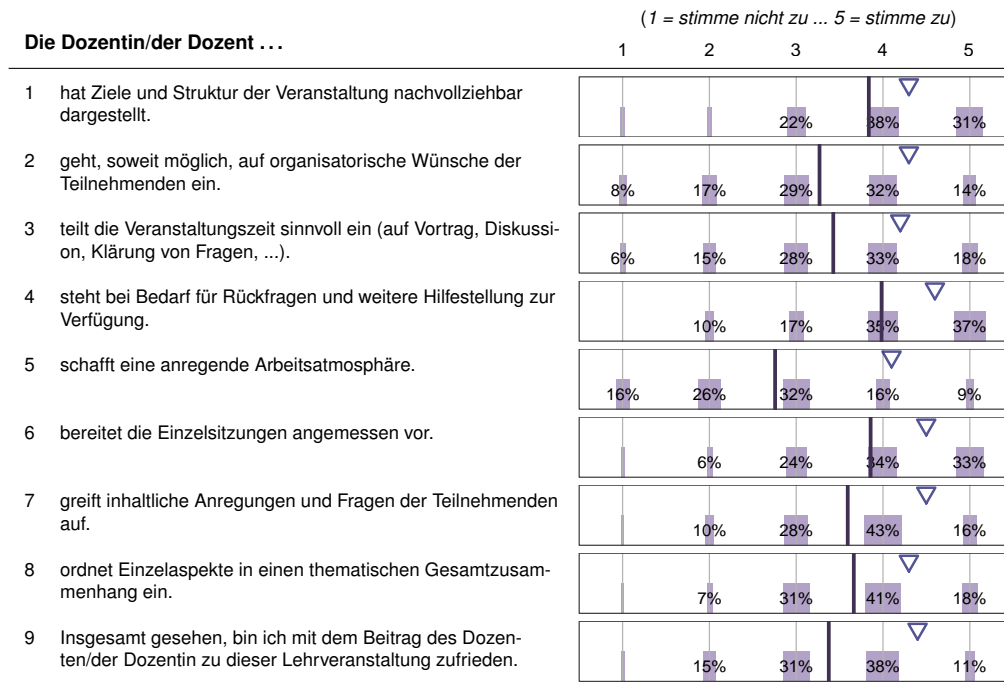 (1 = stimme nicht zu ... 5 = stimme zu)
Die Dozentin/der Dozent . . .
1 2 3 4 5
1 hat Ziele und Struktur der Veranstaltung nachvollziehbar
dargestellt.
22% 38% 31%
2 geht, soweit möglich, auf organisatorische Wünsche der
Teilnehmenden ein.
8% 17% 29% 32% 14%
3 teilt die Veranstaltungszeit sinnvoll ein (auf Vortrag, Diskussi-
on, Klärung von Fragen, ...).
6% 15% 28% 33% 18%
4 steht bei Bedarf für Rückfragen und weitere Hilfestellung zur
Verfügung.
10% 17% 35% 37%
5 schafft eine anregende Arbeitsatmosphäre.
16% 26% 32% 16% 9%
6 bereitet die Einzelsitzungen angemessen vor.
6% 24% 34% 33%
7 greift inhaltliche Anregungen und Fragen der Teilnehmenden
auf.
10% 28% 43% 16%
8 ordnet Einzelaspekte in einen thematischen Gesamtzusam-
menhang ein.
7% 31% 41% 18%
9 Insgesamt gesehen, bin ich mit dem Beitrag des Dozen-
ten/der Dozentin zu dieser Lehrveranstaltung zufrieden.
15% 31% 38% 11%